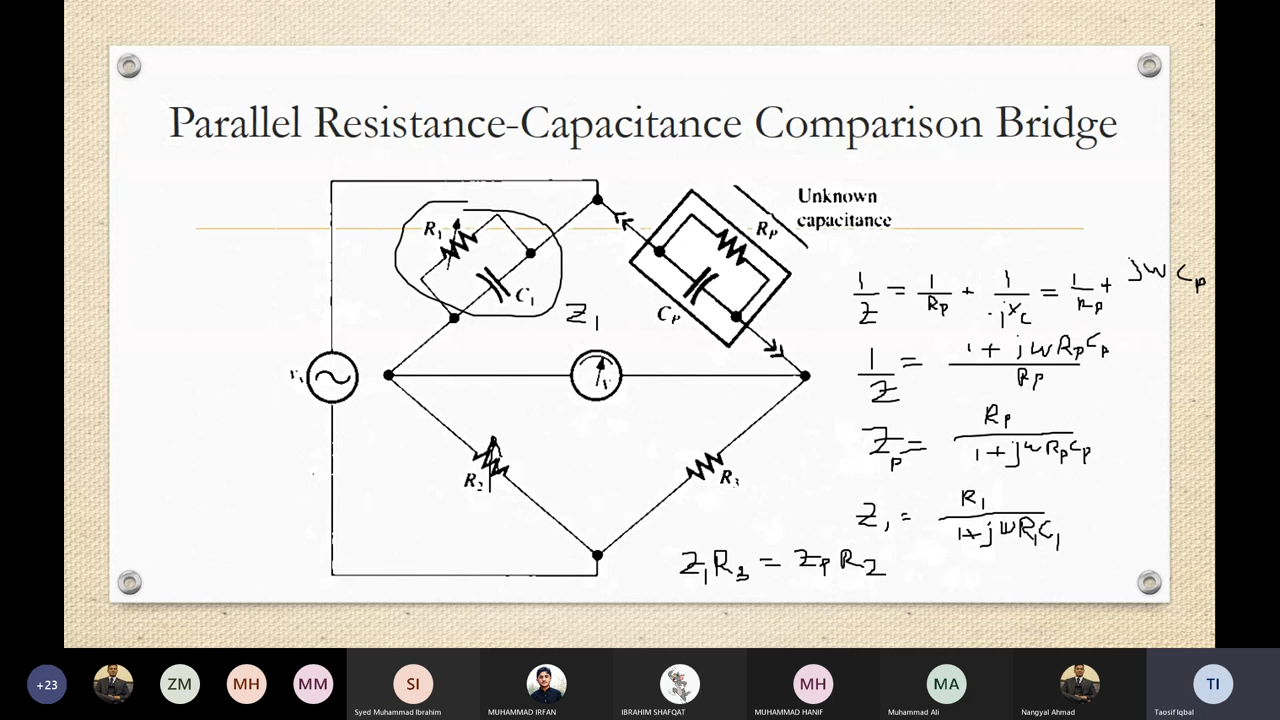 Parallel Resistance-Capacitance Comparison Bridge
Unknown
capacitance
R1
RP
C1
CP
Z1
V
R2
R3
1/Z = 1/Rp + 1/-jXc = 1/Rp + jωCp
1/Z = 1 + jωRpCp / Rp
Zp = Rp / 1 + jωRpCp
Z1 = R1 / 1+jωR1C1
Z1R3 = ZpR2
+23
ZM
MH
MM
SI
MH
MA
TI
Syed Muhammad Ibrahim
MUHAMMAD IRFAN
IBRAHIM SHAFQAT
MUHAMMAD HANIF
Muhammad Ali
Nangyal Ahmad
Taosif Iqbal